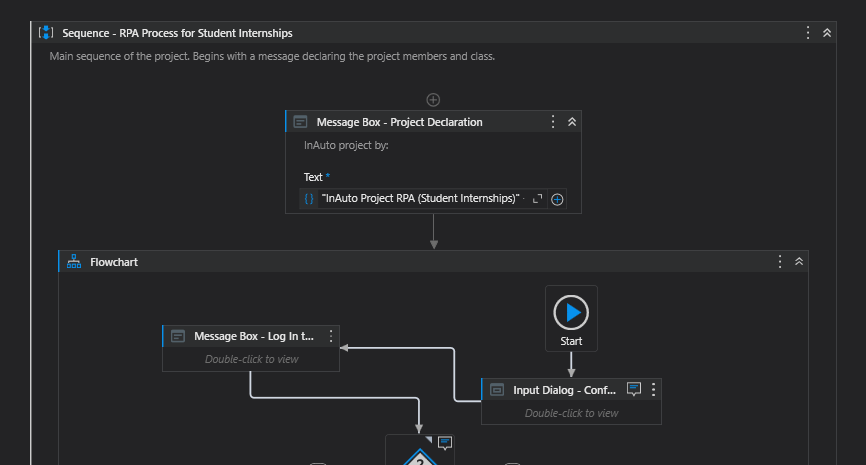 Sequence - RPA Process for Student Internships
Main sequence of the project. Begins with a message declaring the project members and class.
Message Box - Project Declaration
InAuto project by:
Text *
"InAuto Project RPA (Student Internships)"
Flowchart
Start
Message Box - Log In t...
Double-click to view
Input Dialog - Conf...
Double-click to view
?